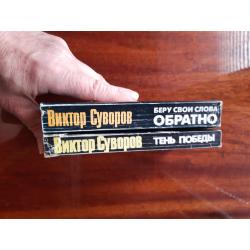 Виктор Суворов
БЕРУ СВОИ СЛОВА
ОБРАТНО
Виктор Суворов
ТЕНЬ ПОБЕДЫ